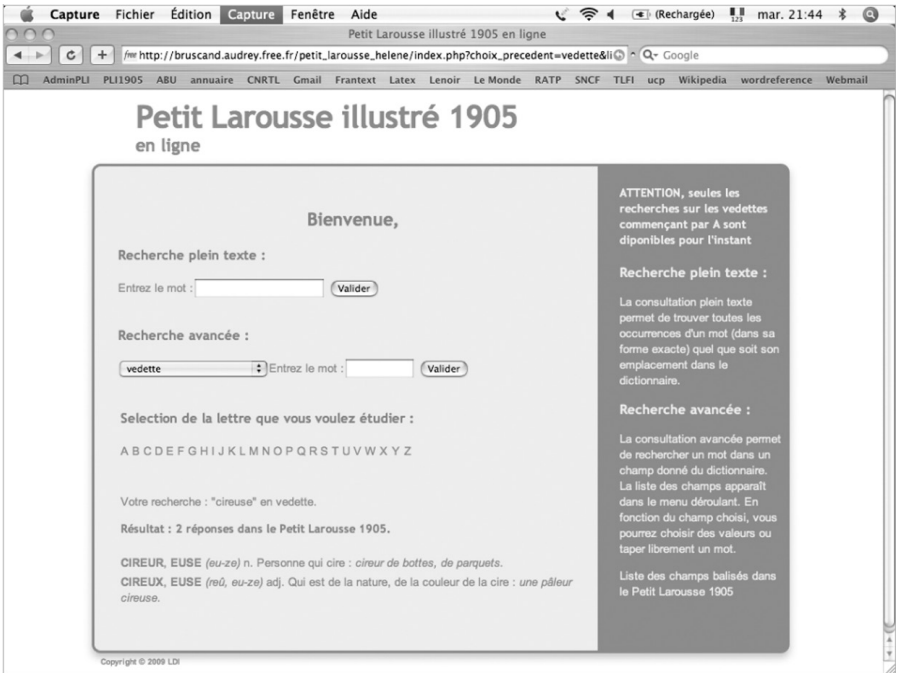 Capture Fichier Édition Capture Fenêtre Aide (Rechargée) 123 mar. 21:44
Petit Larousse illustré 1905 en ligne
free http://bruscand.audrey.free.fr/petit_larousse_helene/index.php?choix_precedent=vedette&li Google
AdminPLI PLI1905 ABU annuaire CNRTL Gmail Frantext Latex Lenoir Le Monde RATP SNCF TLFI ucp Wikipedia wordreference Webmail
Petit Larousse illustré 1905
en ligne
Bienvenue,
Recherche plein texte :
Entrez le mot : Valider
Recherche avancée :
vedette Entrez le mot : Valider
Selection de la lettre que vous voulez étudier :
A B C D E F G H I J K L M N O P Q R S T U V W X Y Z
Votre recherche : "cireuse" en vedette.
Résultat : 2 réponses dans le Petit Larousse 1905.
CIREUR, EUSE (eu-ze) n. Personne qui cire : cireur de bottes, de parquets.
CIREUX, EUSE (reû, eu-ze) adj. Qui est de la nature, de la couleur de la cire : une pâleur
cireuse.
ATTENTION, seules les
recherches sur les vedettes
commençant par A sont
diponibles pour l'instant
Recherche plein texte :
La consultation plein texte
permet de trouver toutes les
occurrences d'un mot (dans sa
forme exacte) quel que soit son
emplacement dans le
dictionnaire.
Recherche avancée :
La consultation avancée permet
de rechercher un mot dans un
champ donné du dictionnaire.
La liste des champs apparaît
dans le menu déroulant. En
fonction du champ choisi, vous
pourrez choisir des valeurs ou
taper librement un mot.
Liste des champs balisés dans
le Petit Larousse 1905
Copyright © 2009 LDI